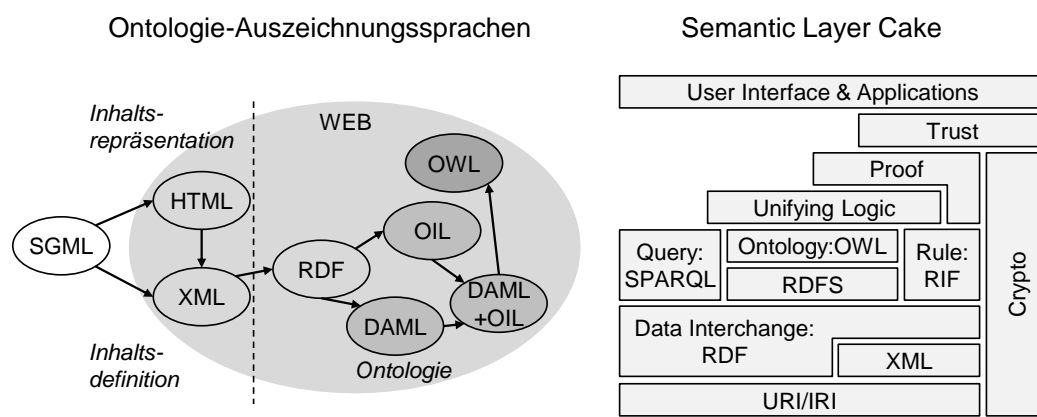 Ontologie-Auszeichnungssprachen
Inhalts-
repräsentation
WEB
OWL
HTML
OIL
SGML
RDF
XML
DAML
+OIL
DAML
Inhalts-
definition
Ontologie
Semantic Layer Cake
User Interface & Applications
Trust
Proof
Unifying Logic
Query:
SPARQL
Ontology:OWL
RDFS
Rule:
RIF
Crypto
Data Interchange:
RDF
XML
URI/IRI